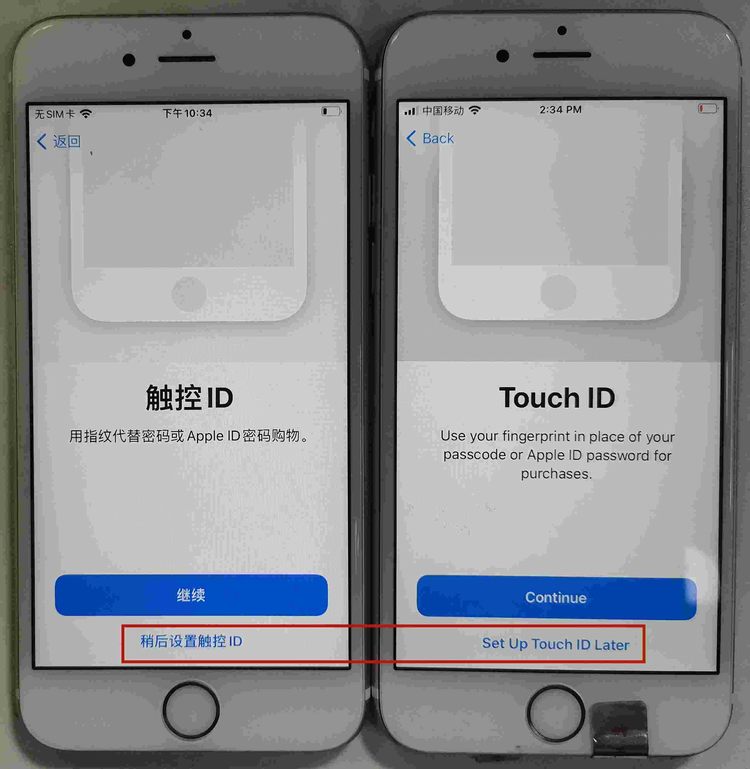 无SIM卡 下午10:34
返回
触控 ID
用指纹代替密码或 Apple ID 密码购物。
继续
稍后设置触控 ID
中国移动 2:34 PM
Back
Touch ID
Use your fingerprint in place of your
passcode or Apple ID password for
purchases.
Continue
Set Up Touch ID Later